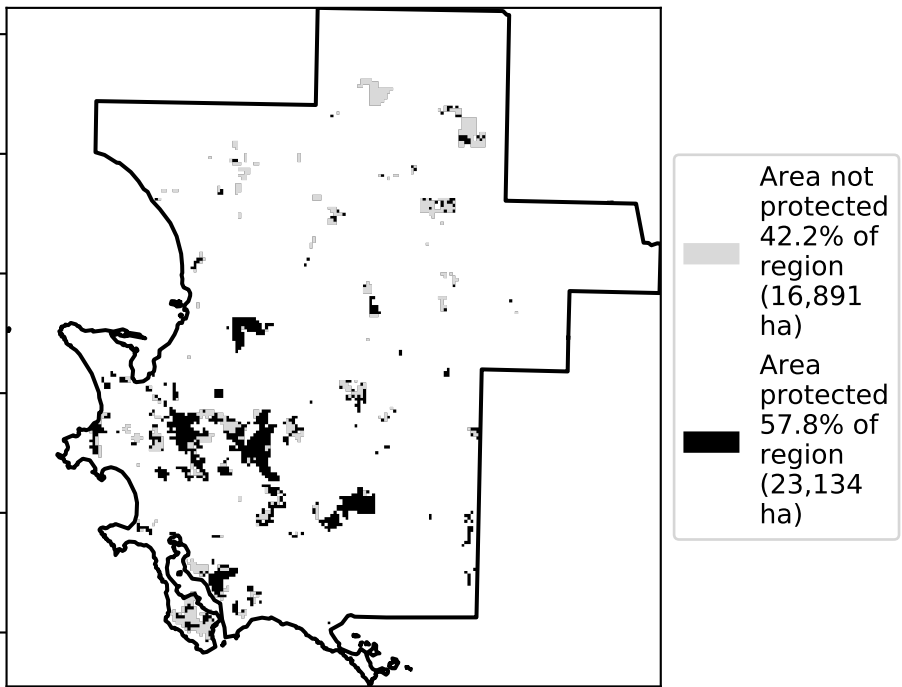 Area not
protected
42.2% of
region
(16,891
ha)
Area
protected
57.8% of
region
(23,134
ha)